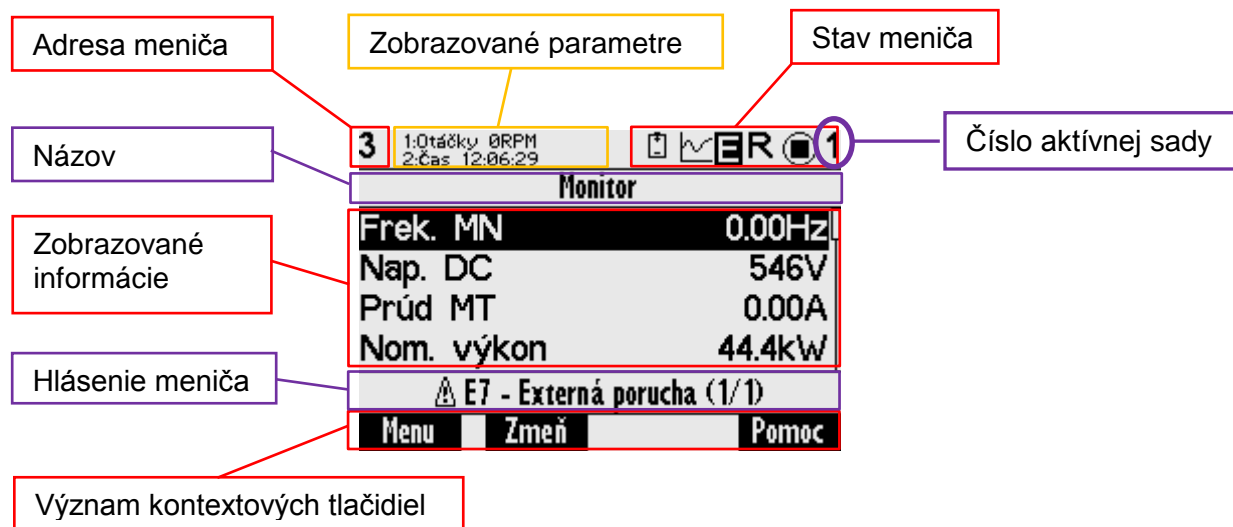 Adresa meniča
Zobrazované parametre
Stav meniča
3
1:Otáčky 0RPM
2:Čas 12:06:29
E R 1
Číslo aktívnej sady
Názov
Monitor
Zobrazované
informácie
Frek. MN 0.00Hz
Nap. DC 546V
Prúd MT 0.00A
Nom. výkon 44.4kW
Hlásenie meniča
⚠ E7 - Externá porucha (1/1)
Menu Zmeň Pomoc
Význam kontextových tlačidiel